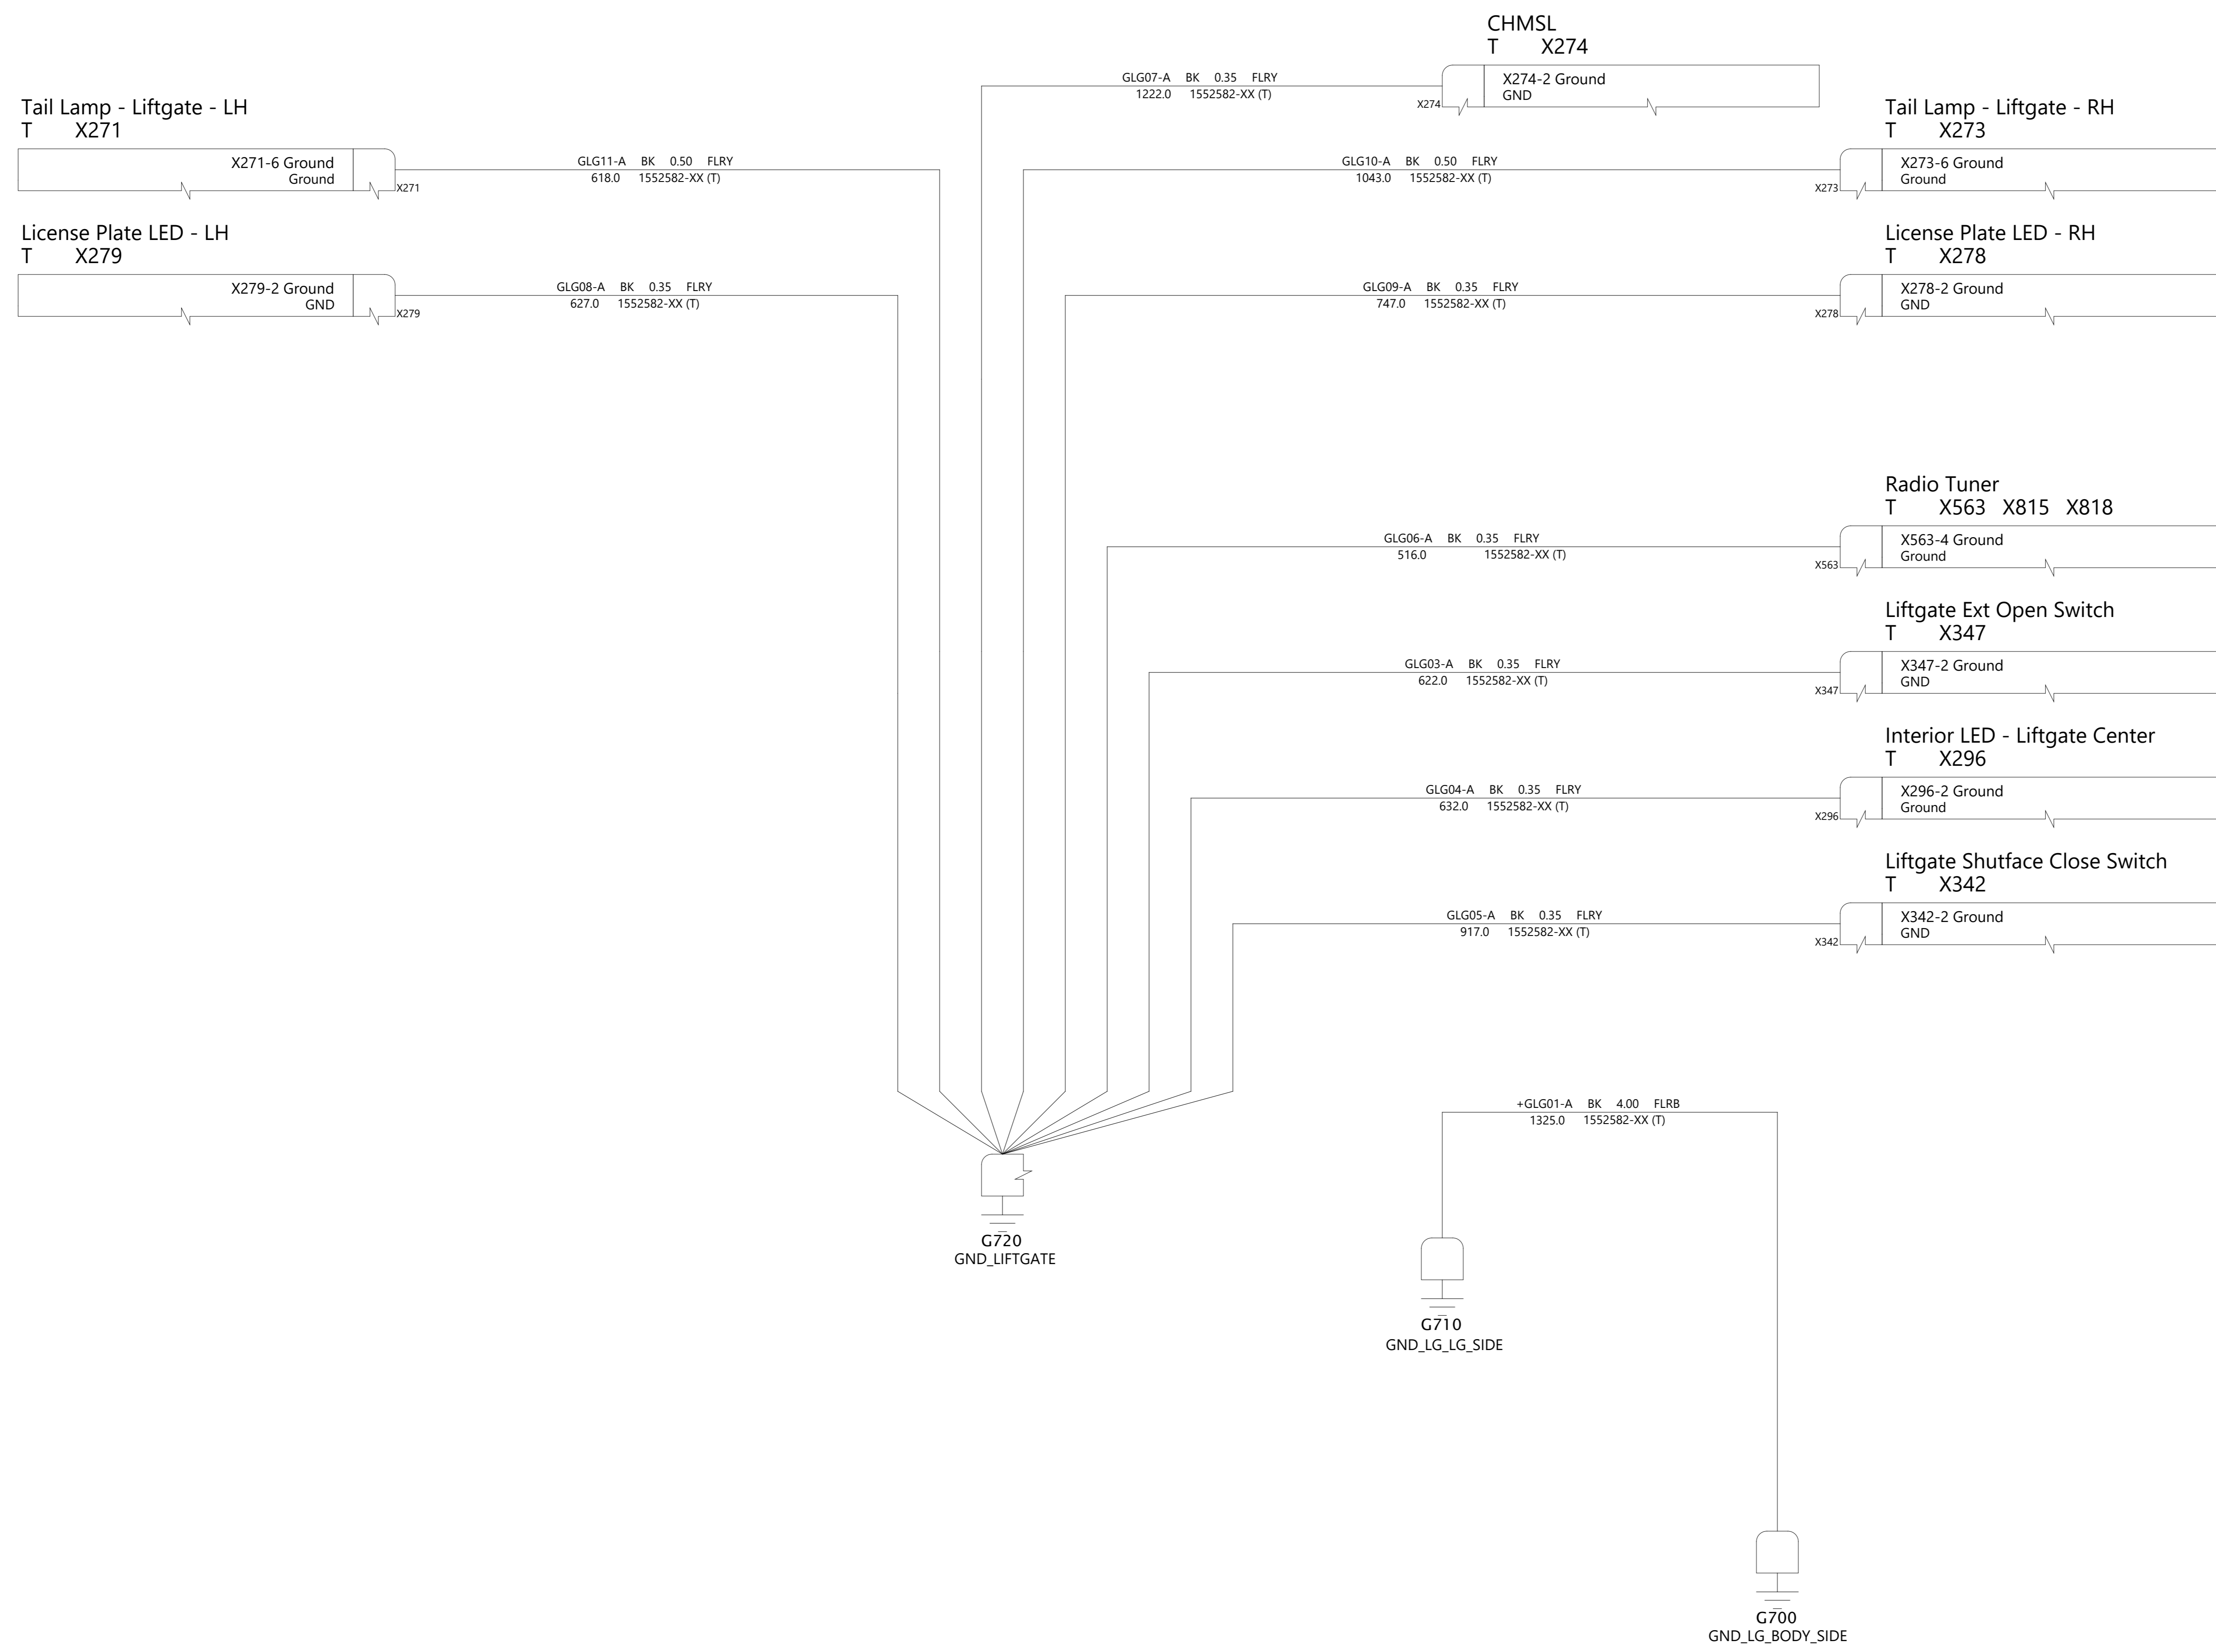 CHMSL
T X274
GLG07-A BK 0.35 FLRY
1222.0 1552582-XX (T)
X274
X274-2 Ground
GND
Tail Lamp - Liftgate - LH
T X271
X271-6 Ground
Ground
X271
GLG11-A BK 0.50 FLRY
618.0 1552582-XX (T)
GLG10-A BK 0.50 FLRY
1043.0 1552582-XX (T)
Tail Lamp - Liftgate - RH
T X273
X273
X273-6 Ground
Ground
License Plate LED - LH
T X279
X279-2 Ground
GND
X279
GLG08-A BK 0.35 FLRY
627.0 1552582-XX (T)
GLG09-A BK 0.35 FLRY
747.0 1552582-XX (T)
License Plate LED - RH
T X278
X278
X278-2 Ground
GND
Radio Tuner
T X563 X815 X818
GLG06-A BK 0.35 FLRY
516.0 1552582-XX (T)
X563
X563-4 Ground
Ground
Liftgate Ext Open Switch
T X347
GLG03-A BK 0.35 FLRY
622.0 1552582-XX (T)
X347
X347-2 Ground
GND
Interior LED - Liftgate Center
T X296
GLG04-A BK 0.35 FLRY
632.0 1552582-XX (T)
X296
X296-2 Ground
Ground
Liftgate Shutface Close Switch
T X342
GLG05-A BK 0.35 FLRY
917.0 1552582-XX (T)
X342
X342-2 Ground
GND
+GLG01-A BK 4.00 FLRB
1325.0 1552582-XX (T)
G720
GND_LIFTGATE
G710
GND_LG_LG_SIDE
G700
GND_LG_BODY_SIDE